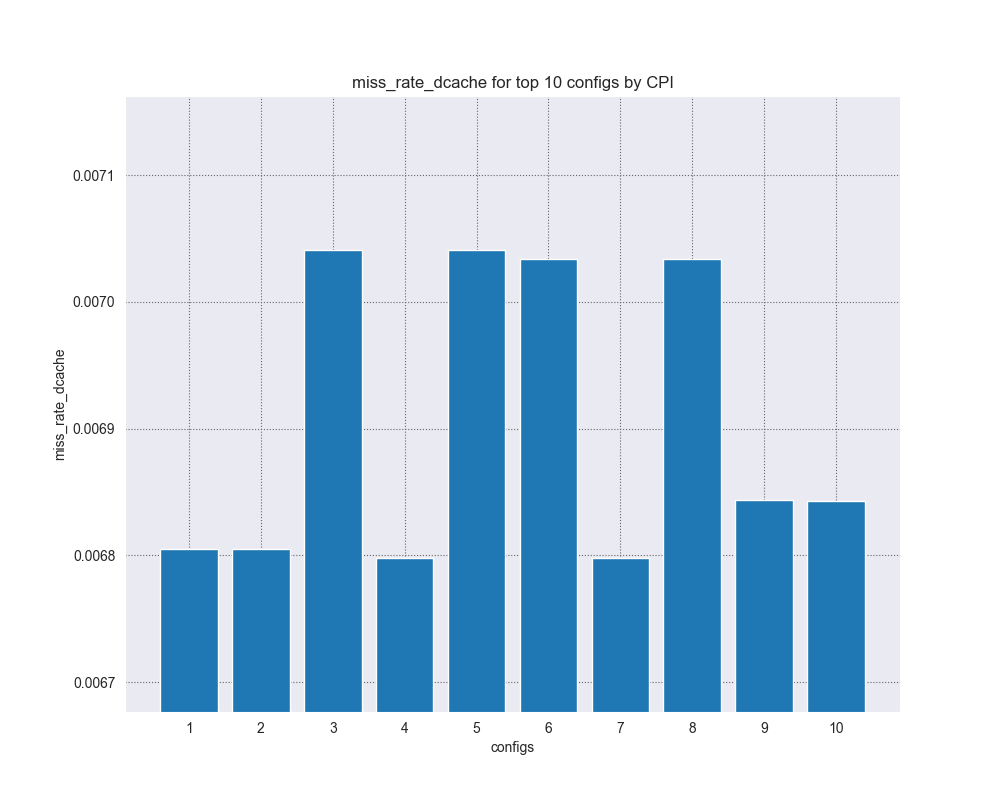 miss_rate_dcache for top 10 configs by CPI
miss_rate_dcache
0.0071
0.0070
0.0069
0.0068
0.0067
1 2 3 4 5 6 7 8 9 10
configs